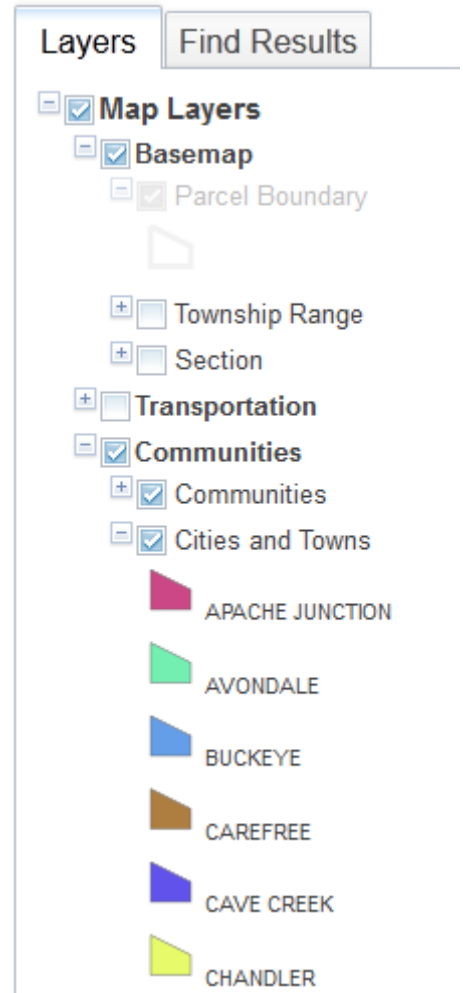 Layers Find Results
Map Layers
Basemap
Parcel Boundary
Township Range
Section
Transportation
Communities
Communities
Cities and Towns
APACHE JUNCTION
AVONDALE
BUCKEYE
CAREFREE
CAVE CREEK
CHANDLER